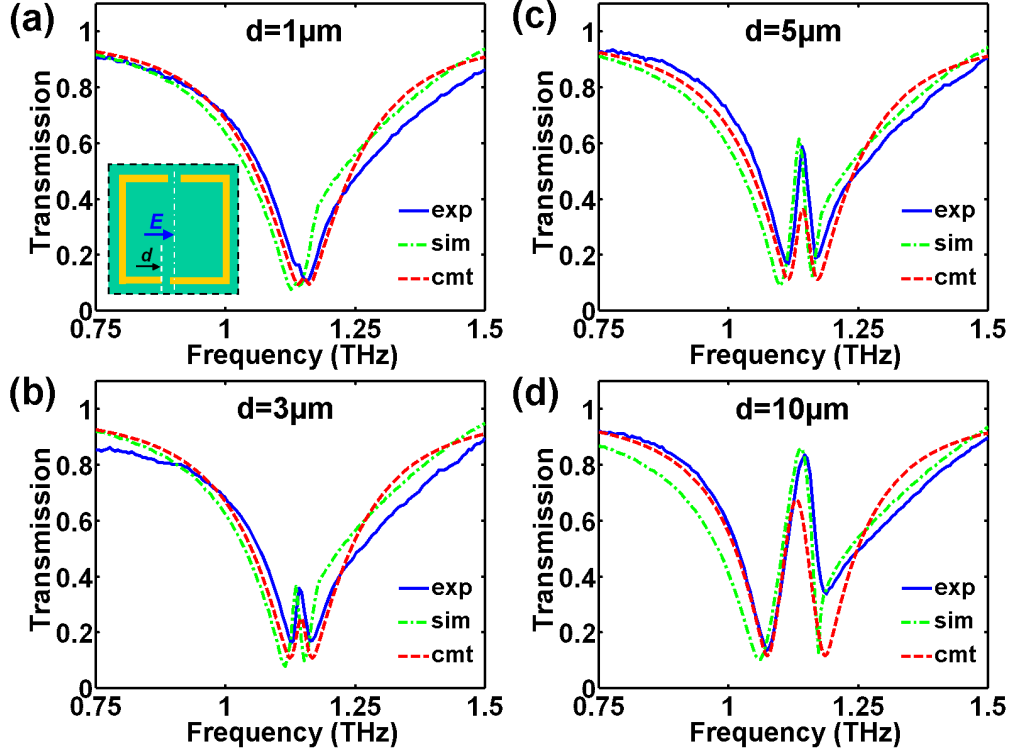 (a)
d=1μm
Transmission
1
0.8
0.6
0.4
0.2
0
E
d
exp
sim
cmt
0.75 1 1.25 1.5
Frequency (THz)
(c)
d=5μm
Transmission
1
0.8
0.6
0.4
0.2
0
exp
sim
cmt
0.75 1 1.25 1.5
Frequency (THz)
(b)
d=3μm
Transmission
1
0.8
0.6
0.4
0.2
0
exp
sim
cmt
0.75 1 1.25 1.5
Frequency (THz)
(d)
d=10μm
Transmission
1
0.8
0.6
0.4
0.2
0
exp
sim
cmt
0.75 1 1.25 1.5
Frequency (THz)